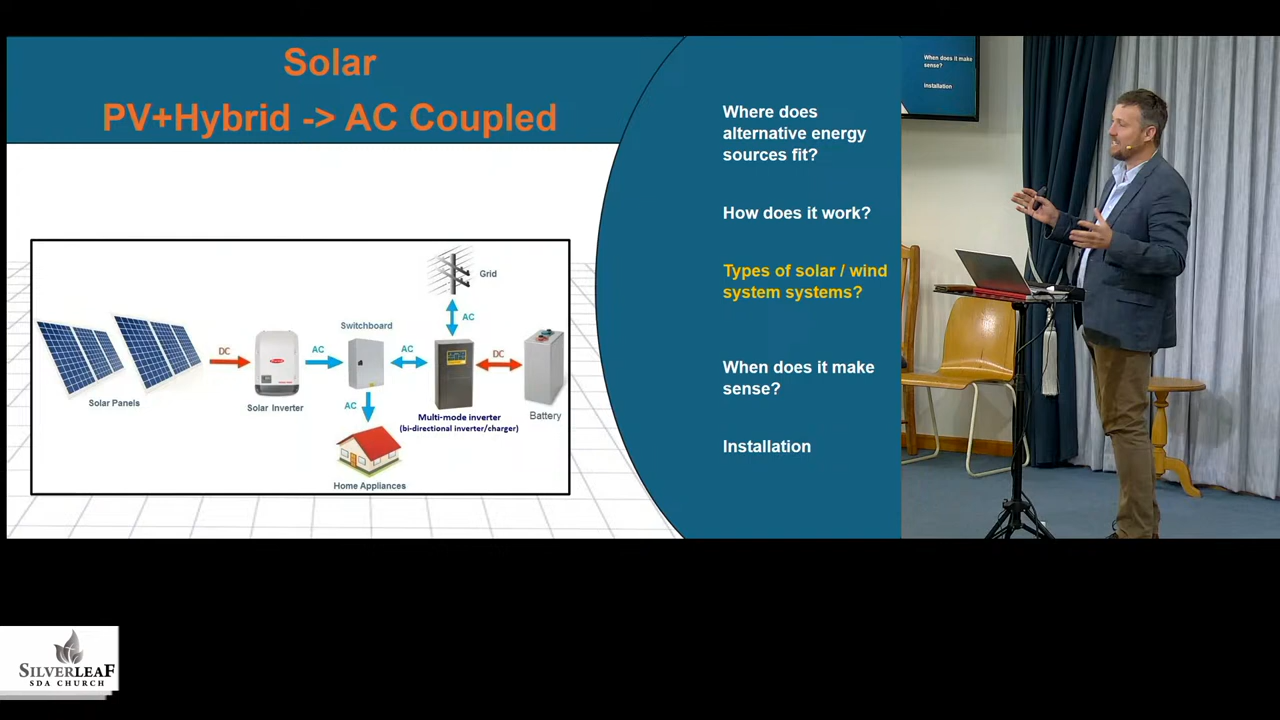 Solar
PV+Hybrid -> AC Coupled
Grid
AC
Switchboard
DC
AC
AC
DC
AC
Solar Panels
Solar Inverter
Multi-mode inverter
(bi-directional inverter/charger)
Battery
Home Appliances
Where does
alternative energy
sources fit?
How does it work?
Types of solar / wind
system systems?
When does it make
sense?
Installation
When does it make
sense?
Installation
SILVERLEAF
SDA CHURCH